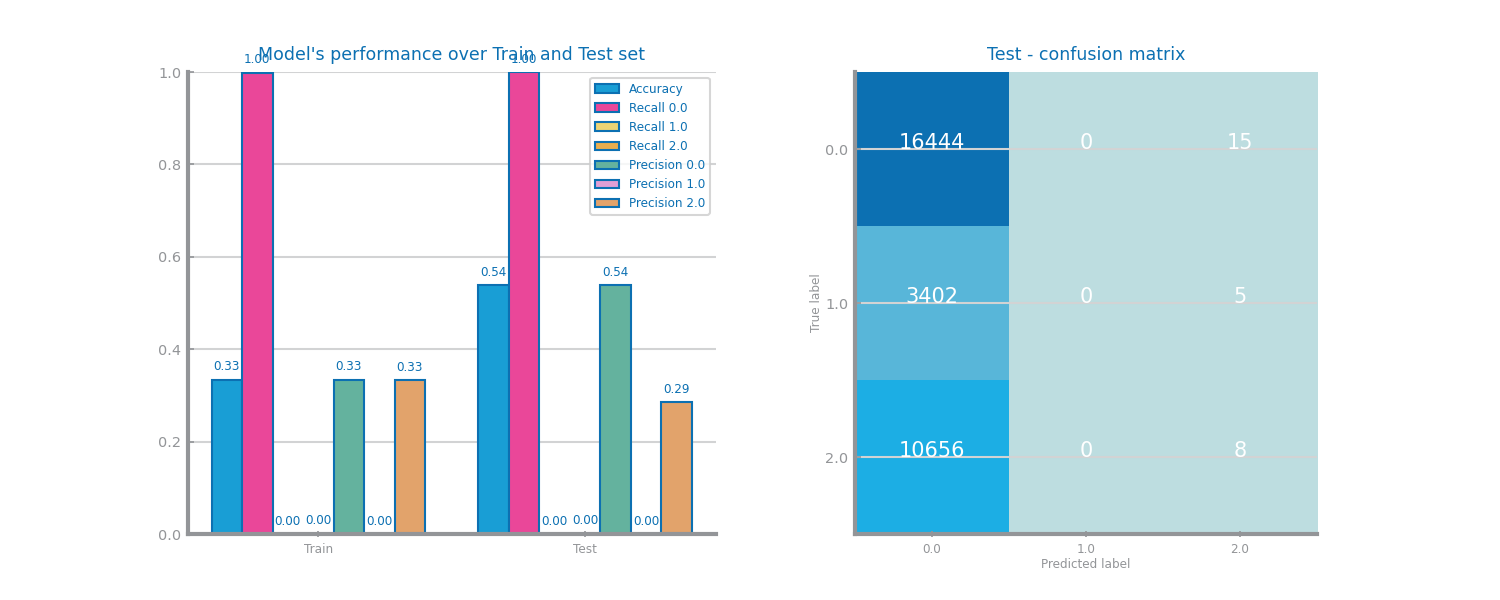 Model's performance over Train and Test set
1.00
1.00
1.0
0.8
0.6
0.4
0.2
0.0
Accuracy
Recall 0.0
Recall 1.0
Recall 2.0
Precision 0.0
Precision 1.0
Precision 2.0
0.33
0.00
0.00
0.33
0.00
0.33
0.54
0.00
0.00
0.54
0.00
0.29
Train
Test
Test - confusion matrix
True label
0.0
16444
0
15
1.0
3402
0
5
2.0
10656
0
8
0.0
1.0
2.0
Predicted label